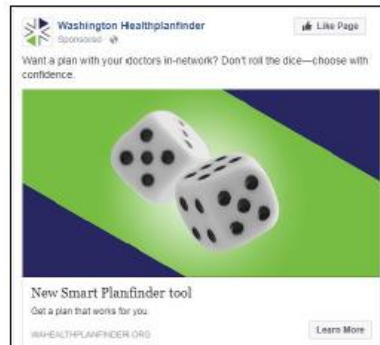 Washington Healthplanfinder
Like Page
Sponsored ·
Want a plan with your doctors in-network? Don't roll the dice—choose with
confidence.
New Smart Planfinder tool
Get a plan that works for you.
WAHEALTHPLANFINDER.ORG
Learn More